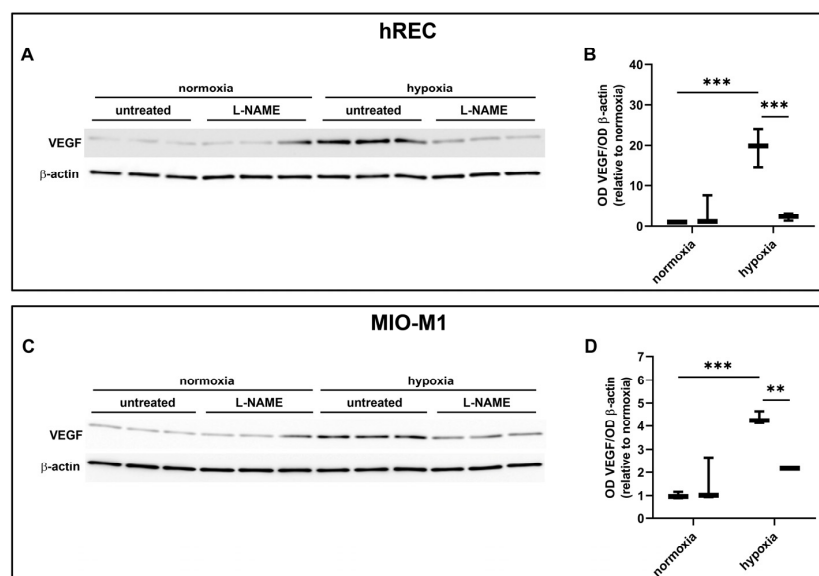 hREC
A
normoxia
hypoxia
untreated
L-NAME
untreated
L-NAME
VEGF
β-actin
B
OD VEGF/OD β-actin
(relative to normoxia)
40
30
20
10
0
***
***
normoxia
hypoxia
MIO-M1
C
normoxia
hypoxia
untreated
L-NAME
untreated
L-NAME
VEGF
β-actin
D
OD VEGF/OD β-actin
(relative to normoxia)
7
6
5
4
3
2
1
0
***
**
normoxia
hypoxia